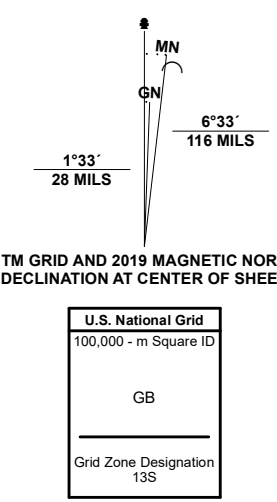 MN
GN
6°33´
116 MILS
1°33´
28 MILS
TM GRID AND 2019 MAGNETIC NOR
DECLINATION AT CENTER OF SHEE
U.S. National Grid
100,000 - m Square ID
GB
Grid Zone Designation
13S